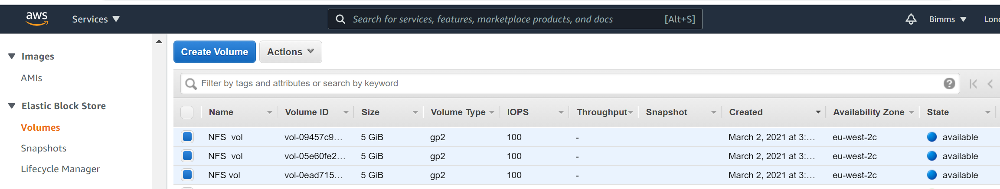 aws Services Search for services, features, marketplace products, and docs [Alt+S] Bimms
Images
AMIs
Elastic Block Store
Volumes
Snapshots
Lifecycle Manager
Create Volume Actions
Filter by tags and attributes or search by keyword ?
Name Volume ID Size Volume Type IOPS Throughput Snapshot Created Availability Zone State
NFS vol vol-09457c9... 5 GiB gp2 100 - March 2, 2021 at 3:... eu-west-2c available
NFS vol vol-05e60fe2... 5 GiB gp2 100 - March 2, 2021 at 3:... eu-west-2c available
NFS vol vol-0ead715... 5 GiB gp2 100 - March 2, 2021 at 3:... eu-west-2c available